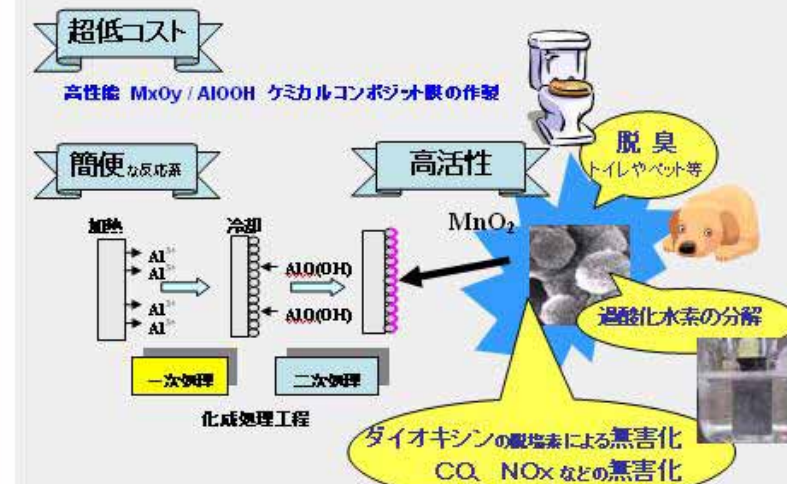 超低コスト
高性能 MxOy / AlOOH ケミカルコンポジット膜の作製
簡便な反応系
高活性
脱 臭
トイレやペット等
加熱
冷却
MnO₂
Al³⁺
Al³⁺
Al³⁺
Al³⁺
AlO(OH)
AlO(OH)
過酸化水素の分解
一次処理
二次処理
化成処理工程
ダイオキシンの脱塩素による無害化
CO、NOx などの無害化